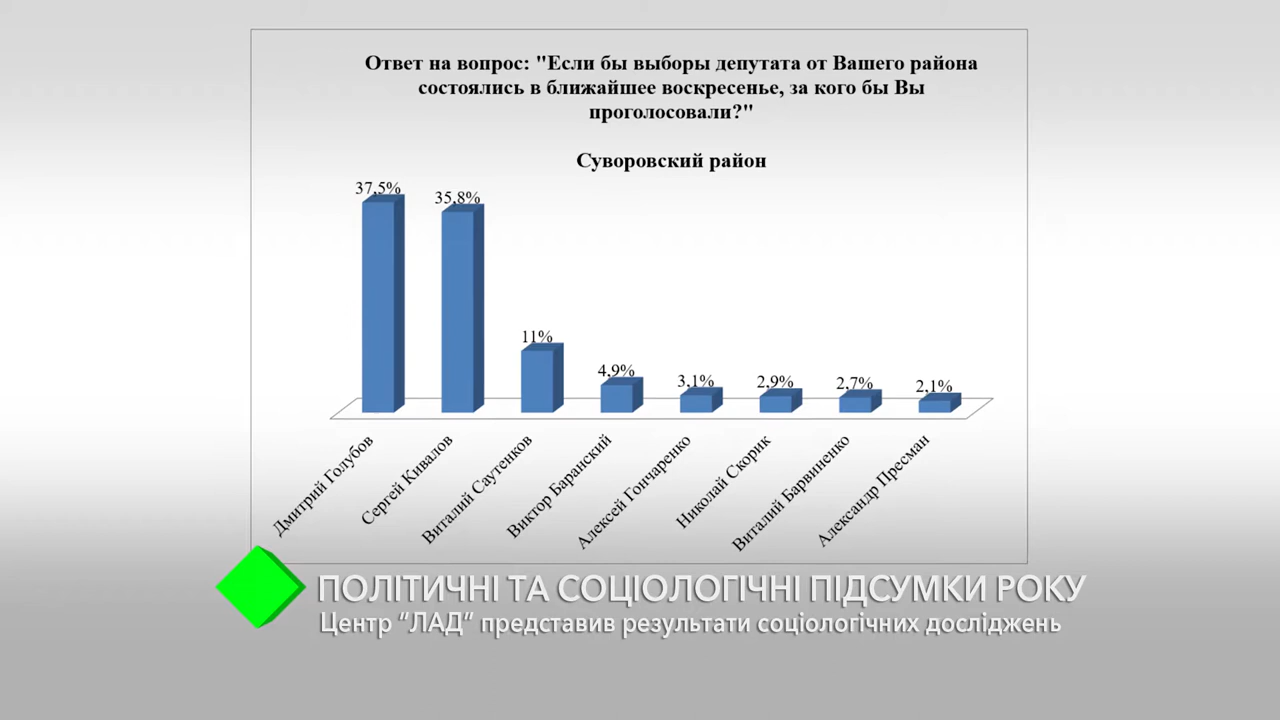 Ответ на вопрос: "Если бы выборы депутата от Вашего района
состоялись в ближайшее воскресенье, за кого бы Вы
проголосовали?"
Суворовский район
37,5%
35,8%
11%
4,9%
3,1%
2,9%
2,7%
2,1%
Дмитрий Голубов
Сергей Кивалов
Виталий Саутенков
Виктор Баранский
Алексей Гончаренко
Николай Скорик
Виталий Барвиненко
Александр Пресман
ПОЛІТИЧНІ ТА СОЦІОЛОГІЧНІ ПІДСУМКИ РОКУ
Центр "ЛАД" представив результати соціологічних досліджень